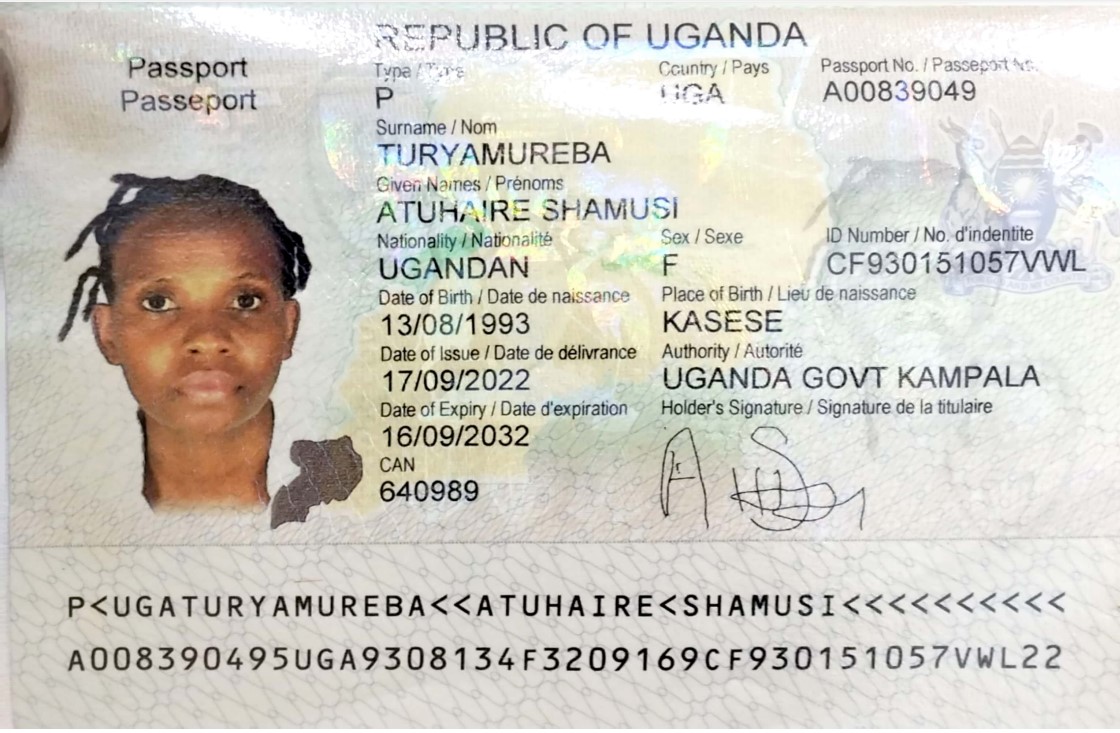 REPUBLIC OF UGANDA
Passport
Passeport
Type / Type Country / Pays Passport No. / Passeport No.
P UGA A00839049
Surname / Nom
TURYAMUREBA
Given Names / Prénoms
ATUHAIRE SHAMUSI
Nationality / Nationalité Sex / Sexe ID Number / No. d'indentite
UGANDAN F CF930151057VWL
Date of Birth / Date de naissance Place of Birth / Lieu de naissance
13/08/1993 KASESE
Date of Issue / Date de délivrance Authority / Autorité
17/09/2022 UGANDA GOVT KAMPALA
Date of Expiry / Date d'expiration Holder's Signature / Signature de la titulaire
16/09/2032
CAN
640989
P<UGATURYAMUREBA<<ATUHAIRE<SHAMUSI<<<<<<<<<<
A008390495UGA9308134F3209169CF930151057VWL22